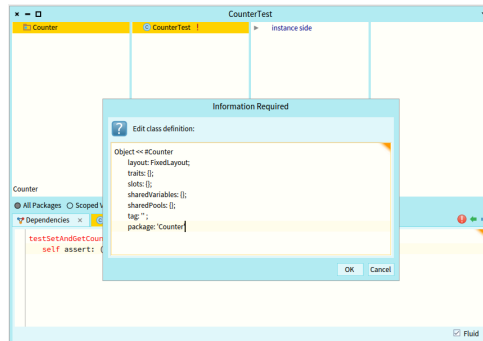 CounterTest
Counter
CounterTest !
instance side
Information Required
Edit class definition:
Object << #Counter
layout: FixedLayout;
traits: {};
slots: {};
sharedVariables: {};
sharedPools: {};
tag: '' ;
package: 'Counter'
Counter
All Packages Scoped V
Dependencies ×
testSetAndGetCoun
self assert: (
OK Cancel
Fluid